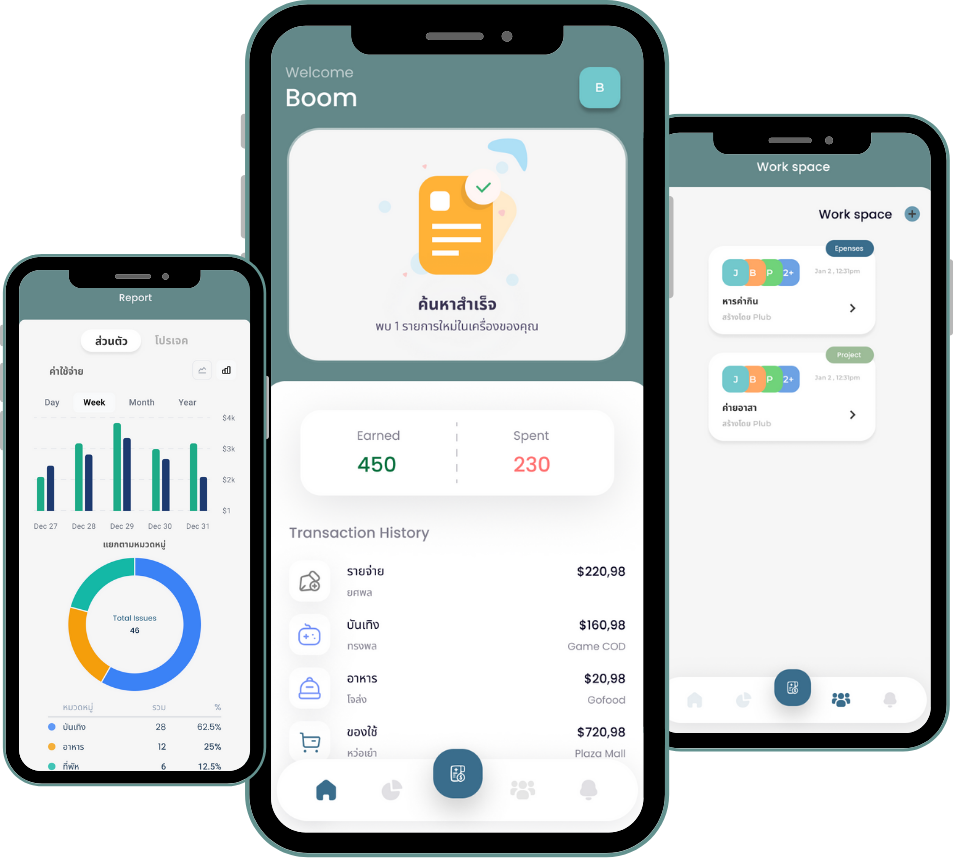 Report
ส่วนตัว โปรเจค
ค่าใช้จ่าย
Day Week Month Year
$4k
$3k
$2k
$1
Dec 27 Dec 28 Dec 29 Dec 30 Dec 31
แยกตามหมวดหมู่
Total Issues
46
หมวดหมู่ รวม %
บันเทิง 28 62.5%
อาหาร 12 25%
ที่พัก 6 12.5%
Welcome
Boom
B
ค้นหาสำเร็จ
พบ 1 รายการใหม่ในเครื่องของคุณ
Earned Spent
450 230
Transaction History
รายจ่าย $220,98
ยศพล
บันเทิง $160,98
ทรงพล Game COD
อาหาร $20,98
โจ่ส่ง Gofood
ของใช้ $720,98
หว่อเย่า Plaza Mall
Work space
Work space
Epenses
J B P 2+ Jan 2 , 12:31pm
หารค่ากิน
สร้างโดย Plub
Project
J B P 2+ Jan 2 , 12:31pm
ค่ายอาสา
สร้างโดย Plub